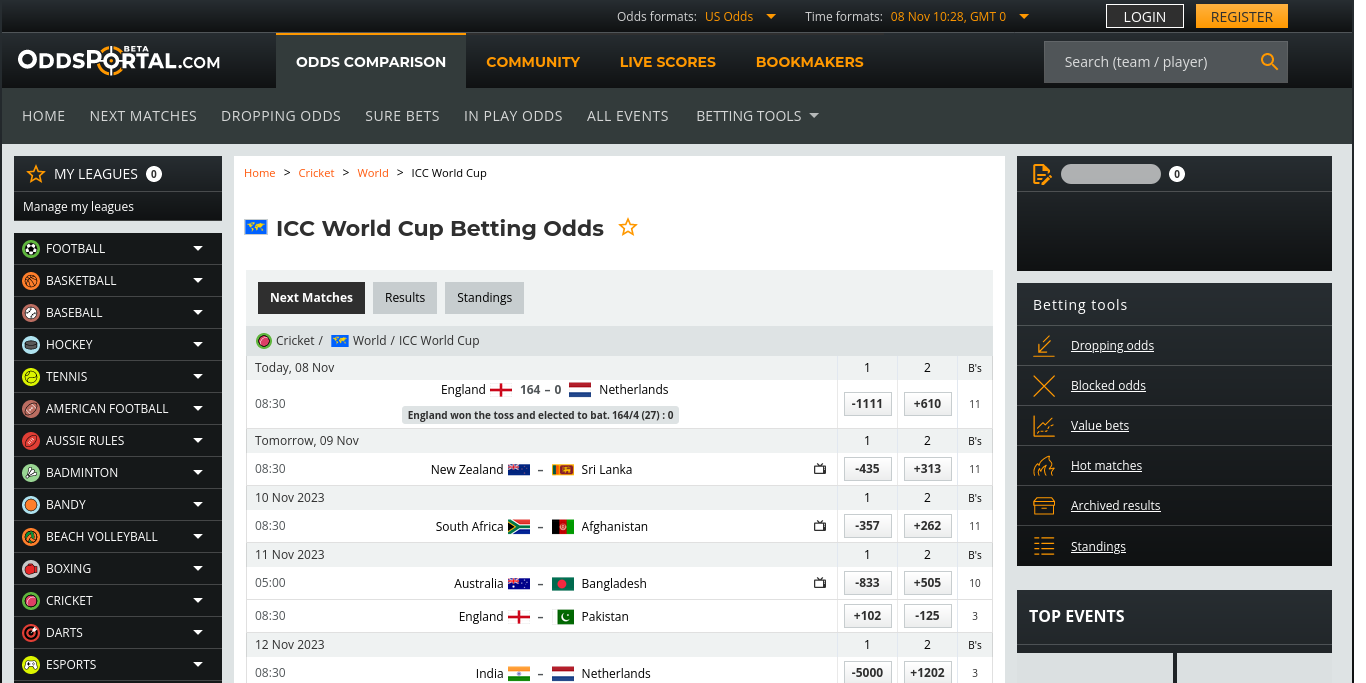 Odds formats: US Odds Time formats: 08 Nov 10:28, GMT 0 LOGIN REGISTER
ODDSPORTAL.COM BETA ODDS COMPARISON COMMUNITY LIVE SCORES BOOKMAKERS Search (team / player)
HOME NEXT MATCHES DROPPING ODDS SURE BETS IN PLAY ODDS ALL EVENTS BETTING TOOLS
MY LEAGUES 0
Manage my leagues
FOOTBALL
BASKETBALL
BASEBALL
HOCKEY
TENNIS
AMERICAN FOOTBALL
AUSSIE RULES
BADMINTON
BANDY
BEACH VOLLEYBALL
BOXING
CRICKET
DARTS
ESPORTS
Home > Cricket > World > ICC World Cup
ICC World Cup Betting Odds
Next Matches Results Standings
Cricket / World / ICC World Cup
Today, 08 Nov 1 2 B's
08:30 England 164 – 0 Netherlands -1111 +610 11
England won the toss and elected to bat. 164/4 (27) : 0
Tomorrow, 09 Nov 1 2 B's
08:30 New Zealand – Sri Lanka -435 +313 11
10 Nov 2023 1 2 B's
08:30 South Africa – Afghanistan -357 +262 11
11 Nov 2023 1 2 B's
05:00 Australia – Bangladesh -833 +505 10
08:30 England – Pakistan +102 -125 3
12 Nov 2023 1 2 B's
08:30 India – Netherlands -5000 +1202 3
0
Betting tools
Dropping odds
Blocked odds
Value bets
Hot matches
Archived results
Standings
TOP EVENTS